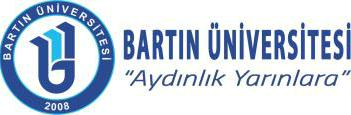 BARTIN ÜNİVERSİTESİ
2008
BARTIN ÜNİVERSİTESİ
"Aydınlık Yarınlara"